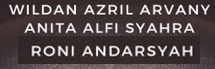 WILDAN AZRIL ARVANY
ANITA ALFI SYAHRA
RONI ANDARSYAH